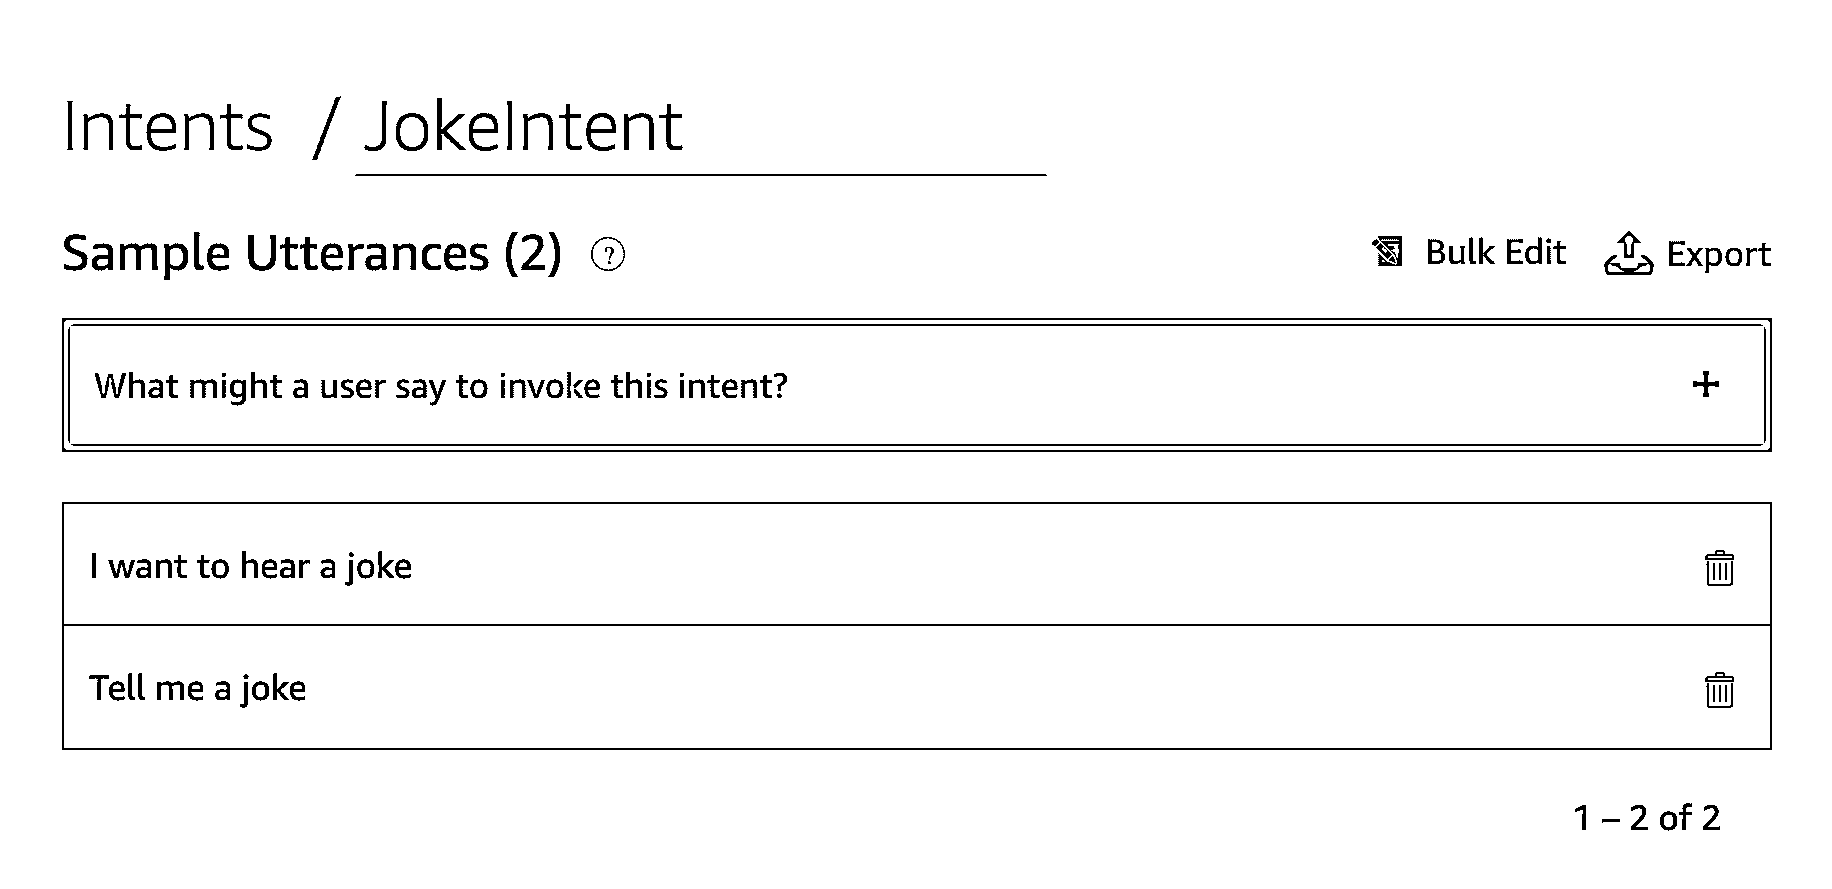 Intents / JokeIntent
Sample Utterances (2) ?
Bulk Edit Export
What might a user say to invoke this intent?
I want to hear a joke
Tell me a joke
1 – 2 of 2